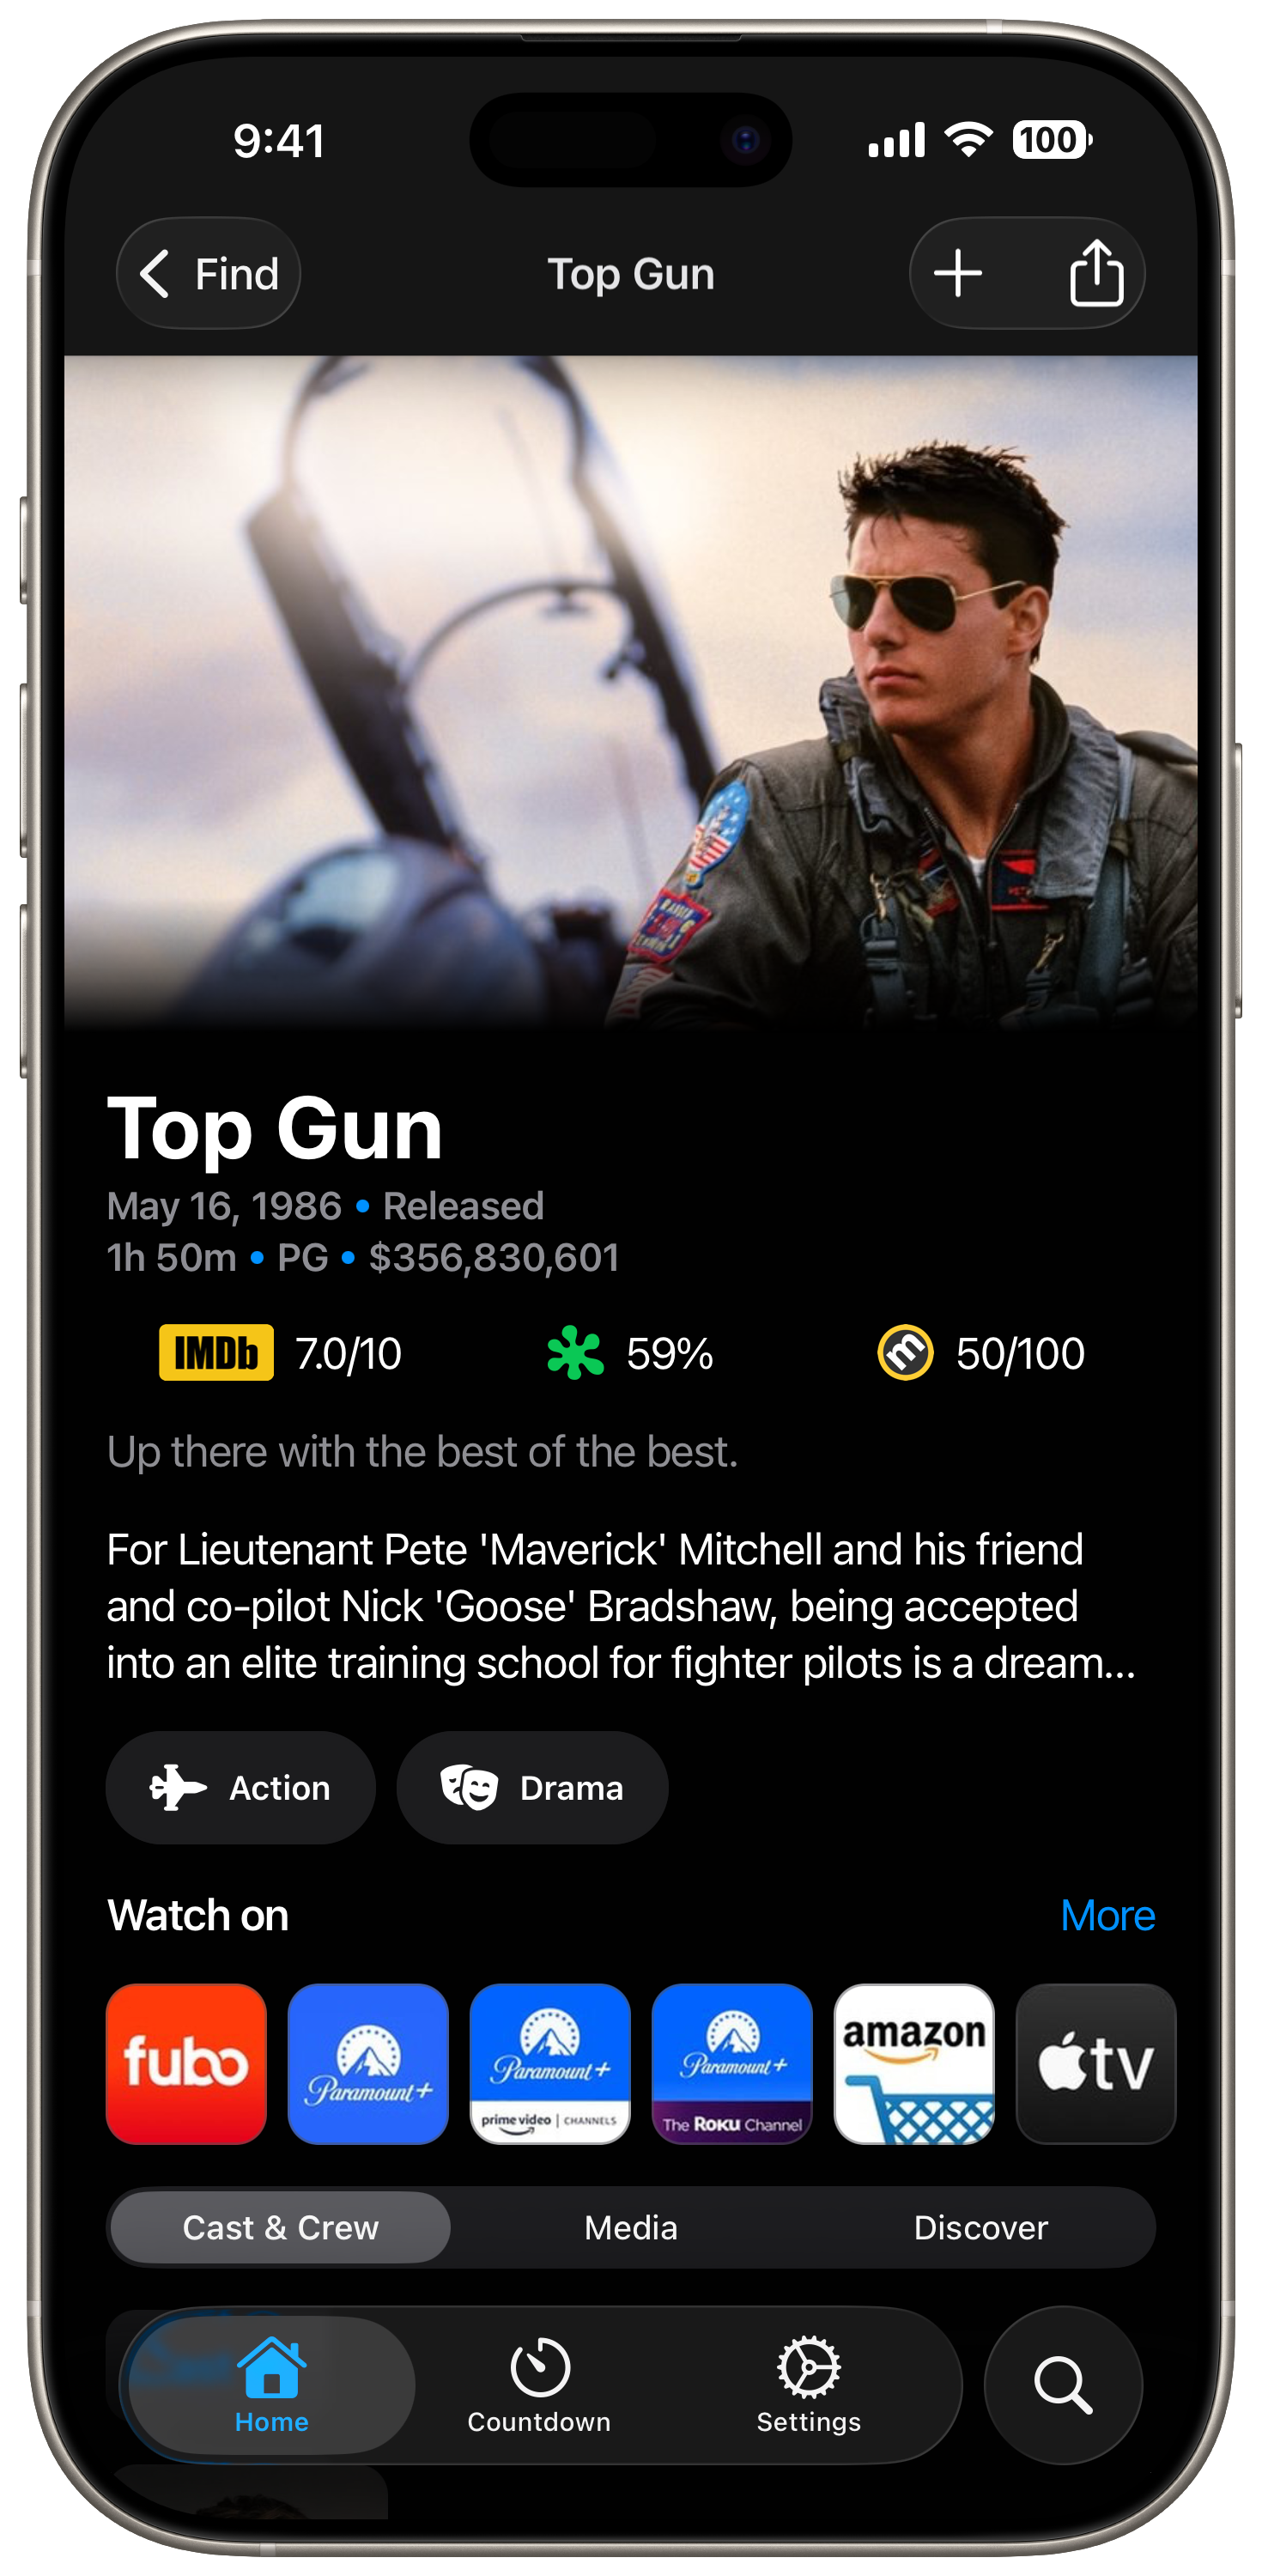 9:41
100
Find
Top Gun
Top Gun
May 16, 1986 • Released
1h 50m • PG • $356,830,601
IMDb 7.0/10
59%
m 50/100
Up there with the best of the best.
For Lieutenant Pete 'Maverick' Mitchell and his friend
and co-pilot Nick 'Goose' Bradshaw, being accepted
into an elite training school for fighter pilots is a dream...
Action
Drama
Watch on
More
fubo
Paramount+
Paramount+
prime video | CHANNELS
Paramount+
The Roku Channel
amazon
tv
Cast & Crew
Media
Discover
Home
Countdown
Settings